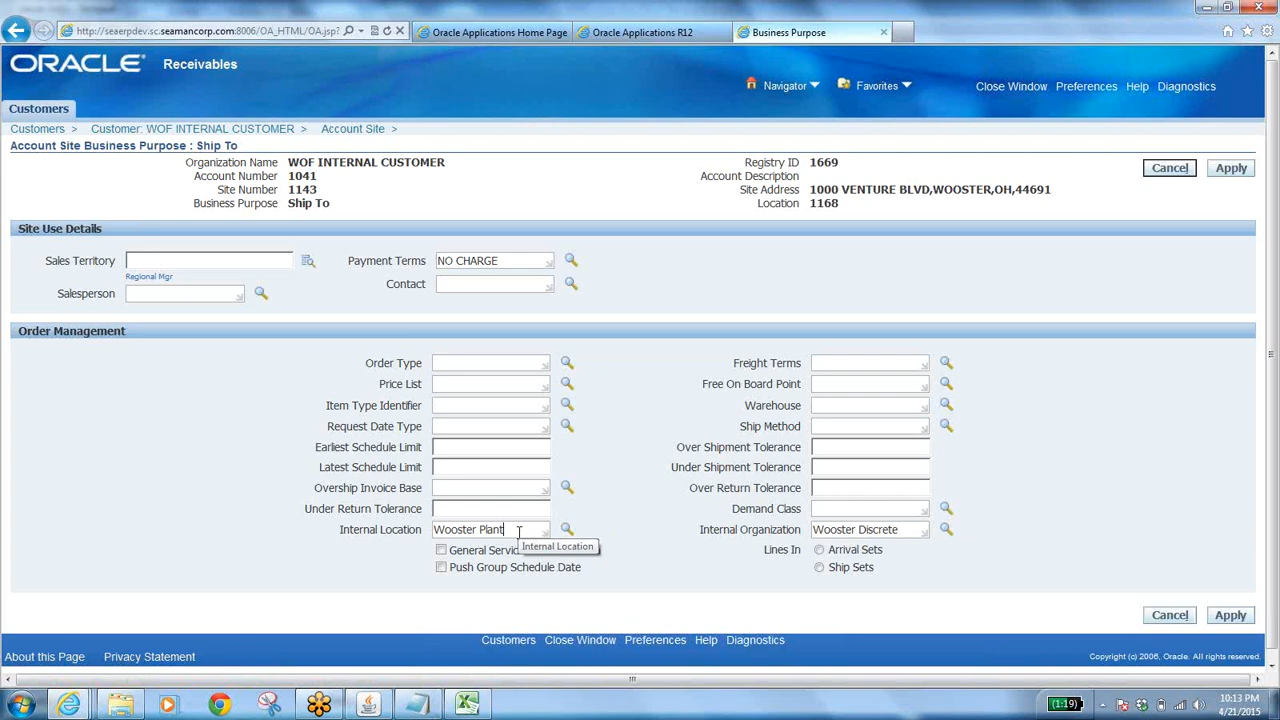 http://seaerpdev.sc.seamancorp.com:8006/OA_HTML/OA.jsp?
Oracle Applications Home Page
Oracle Applications R12
Business Purpose
ORACLE Receivables
Navigator Favorites Close Window Preferences Help Diagnostics
Customers
Customers > Customer: WOF INTERNAL CUSTOMER > Account Site >
Account Site Business Purpose : Ship To
Organization Name WOF INTERNAL CUSTOMER Registry ID 1669
Cancel Apply
Account Number 1041 Account Description
Site Number 1143 Site Address 1000 VENTURE BLVD,WOOSTER,OH,44691
Business Purpose Ship To Location 1168
Site Use Details
Sales Territory Payment Terms NO CHARGE
Regional Mgr
Contact
Salesperson
Order Management
Order Type Freight Terms
Price List Free On Board Point
Item Type Identifier Warehouse
Request Date Type Ship Method
Earliest Schedule Limit Over Shipment Tolerance
Latest Schedule Limit Under Shipment Tolerance
Overship Invoice Base Over Return Tolerance
Under Return Tolerance Demand Class
Internal Location Wooster Plant Internal Organization Wooster Discrete
Internal Location
General Servic Lines In Arrival Sets
Push Group Schedule Date Ship Sets
Cancel Apply
Customers Close Window Preferences Help Diagnostics
About this Page Privacy Statement Copyright (c) 2006, Oracle. All rights reserved.
(1:19)
10:13 PM
4/21/2015